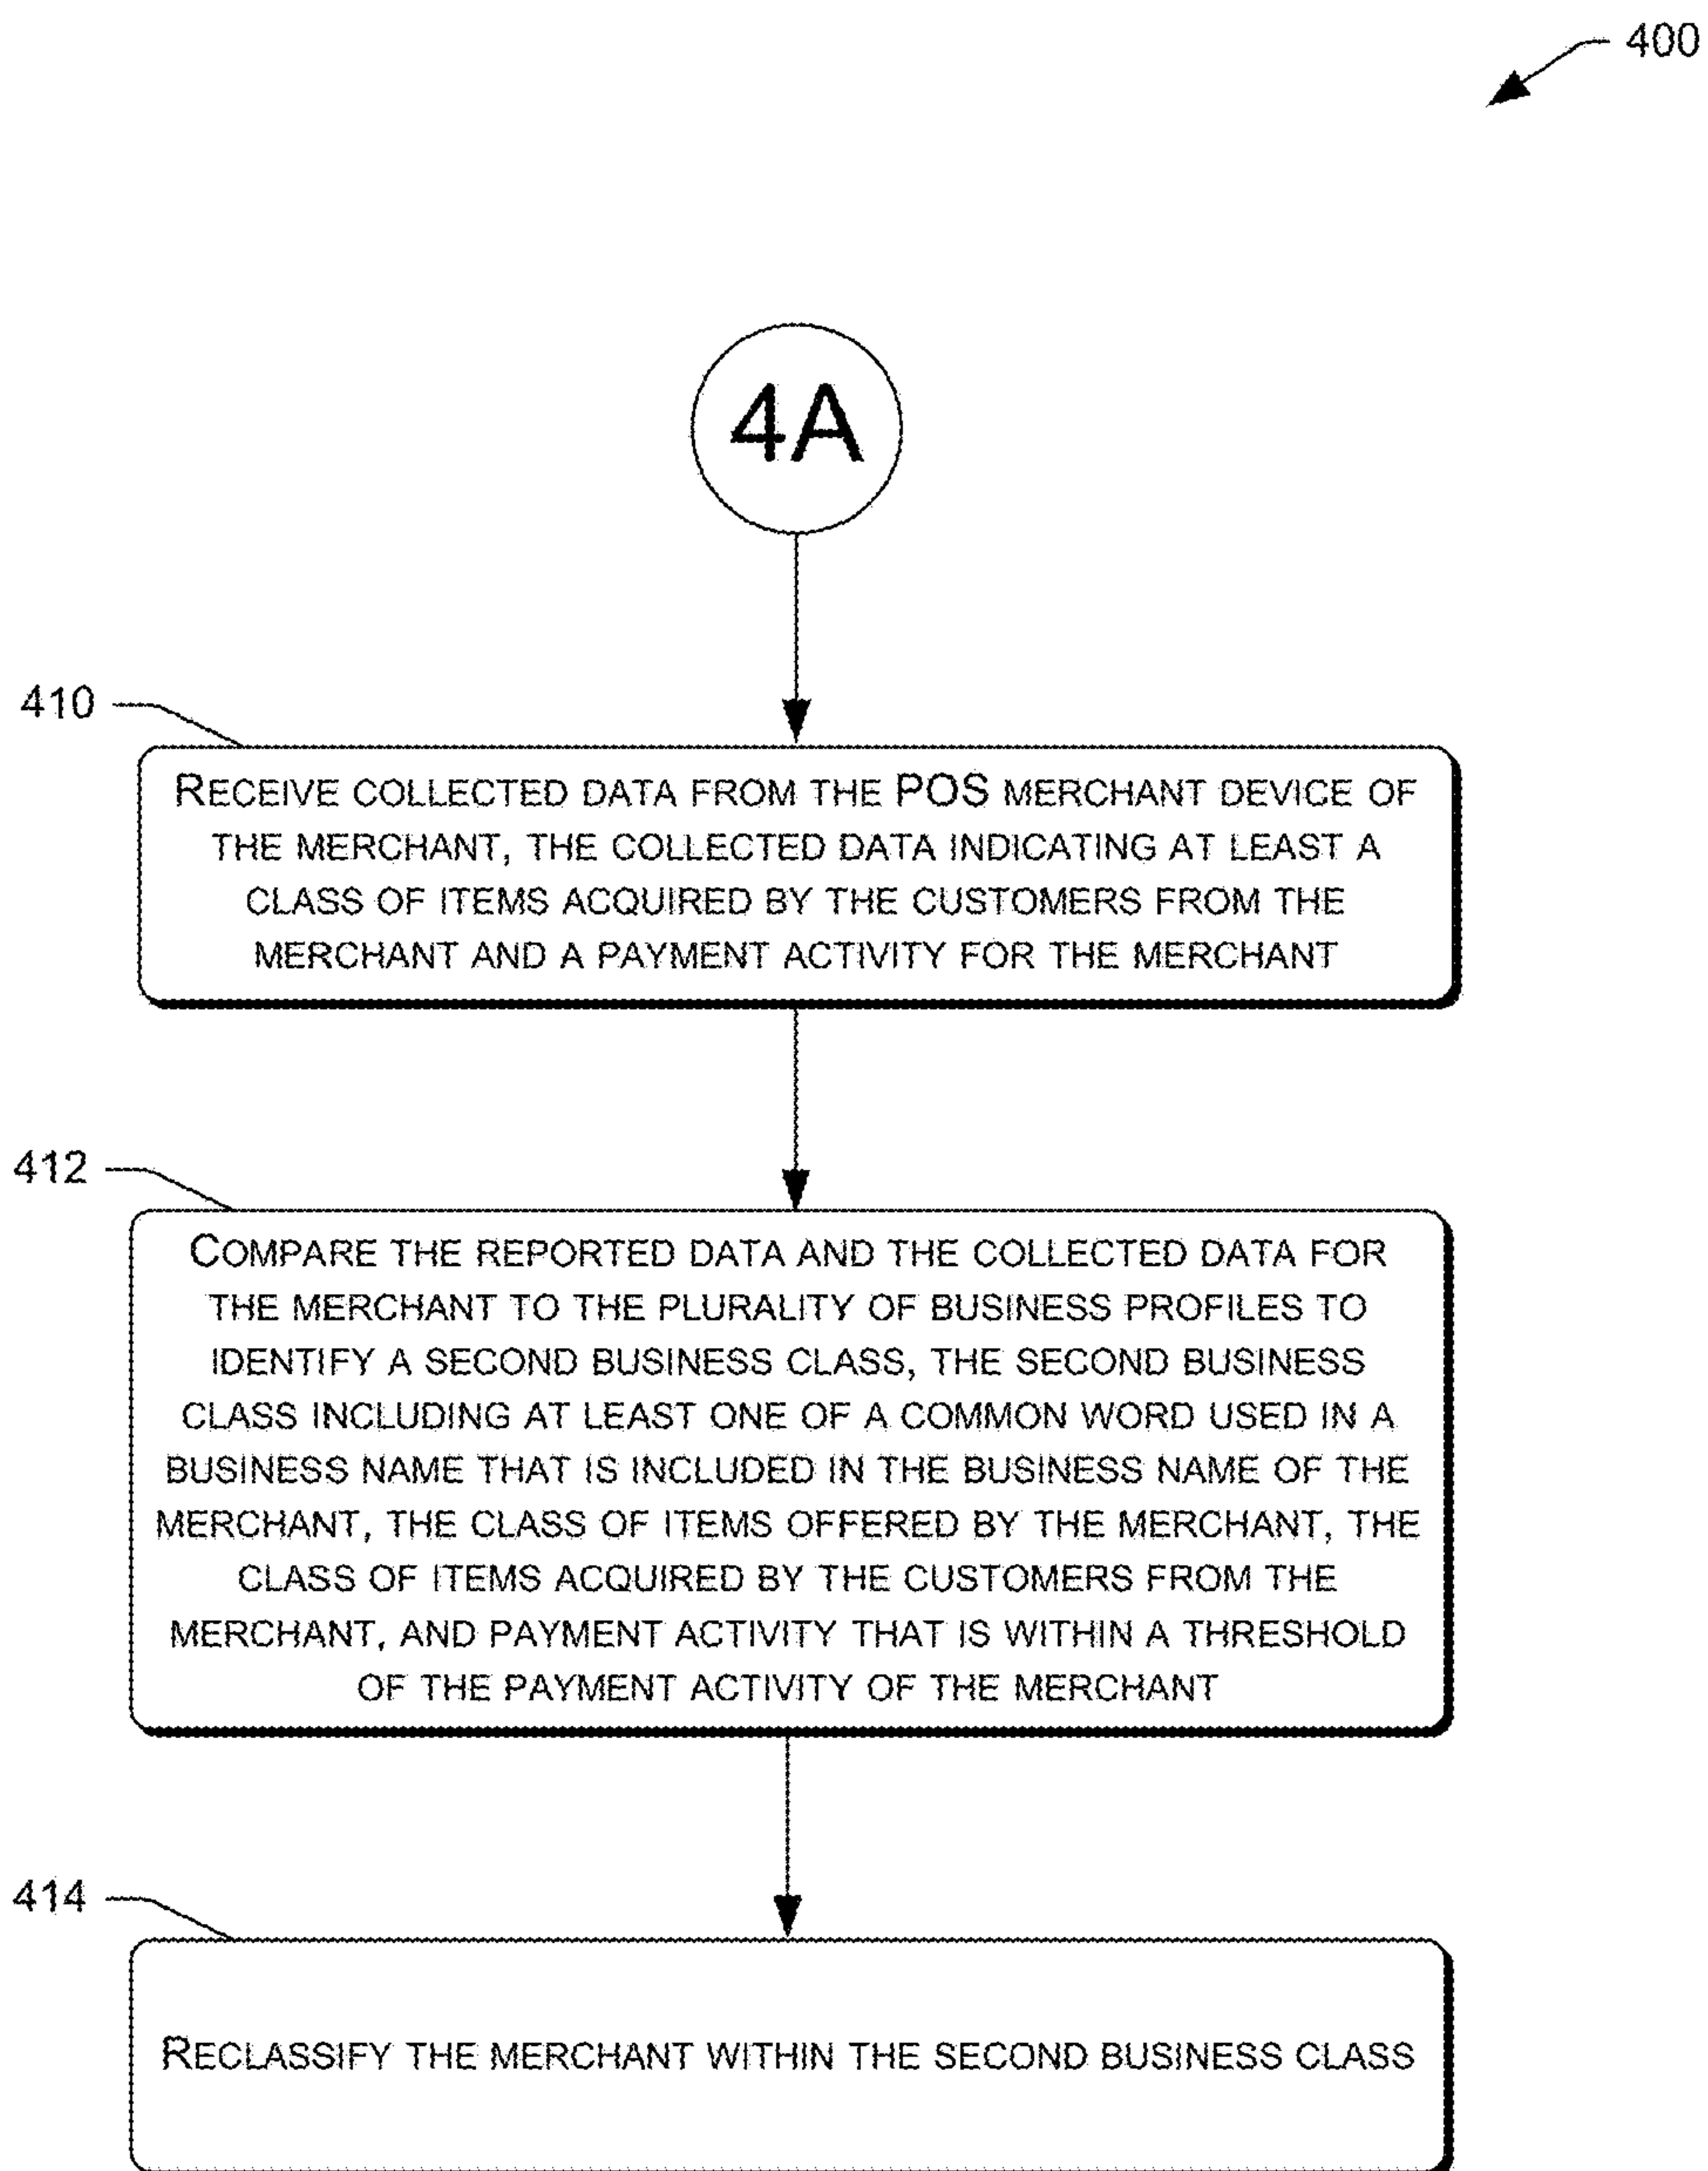 400
4A
410
RECEIVE COLLECTED DATA FROM THE POS MERCHANT DEVICE OF
THE MERCHANT, THE COLLECTED DATA INDICATING AT LEAST A
CLASS OF ITEMS ACQUIRED BY THE CUSTOMERS FROM THE
MERCHANT AND A PAYMENT ACTIVITY FOR THE MERCHANT
412
COMPARE THE REPORTED DATA AND THE COLLECTED DATA FOR
THE MERCHANT TO THE PLURALITY OF BUSINESS PROFILES TO
IDENTIFY A SECOND BUSINESS CLASS, THE SECOND BUSINESS
CLASS INCLUDING AT LEAST ONE OF A COMMON WORD USED IN A
BUSINESS NAME THAT IS INCLUDED IN THE BUSINESS NAME OF THE
MERCHANT, THE CLASS OF ITEMS OFFERED BY THE MERCHANT, THE
CLASS OF ITEMS ACQUIRED BY THE CUSTOMERS FROM THE
MERCHANT, AND PAYMENT ACTIVITY THAT IS WITHIN A THRESHOLD
OF THE PAYMENT ACTIVITY OF THE MERCHANT
414
RECLASSIFY THE MERCHANT WITHIN THE SECOND BUSINESS CLASS